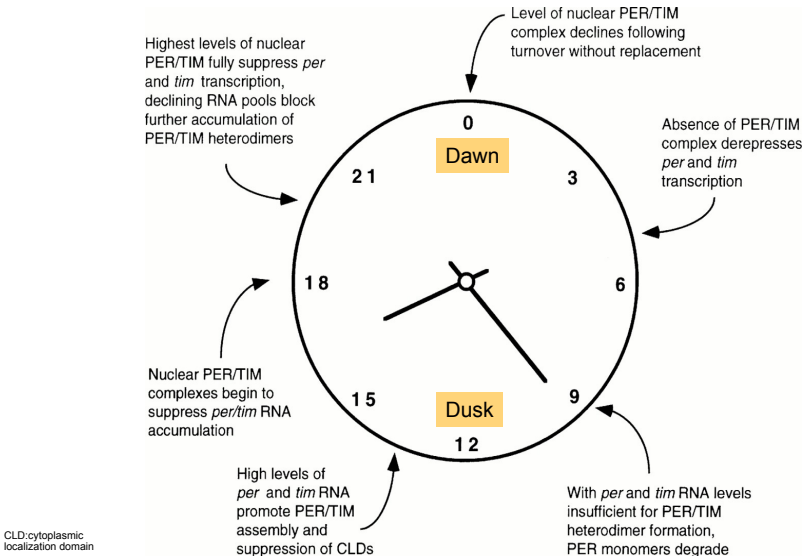 Level of nuclear PER/TIM
complex declines following
turnover without replacement
Highest levels of nuclear
PER/TIM fully suppress per
and tim transcription,
declining RNA pools block
further accumulation of
PER/TIM heterodimers
Absence of PER/TIM
complex derepresses
per and tim
transcription
0
Dawn
21
3
18
6
15
9
Dusk
12
Nuclear PER/TIM
complexes begin to
suppress per/tim RNA
accumulation
High levels of
per and tim RNA
promote PER/TIM
assembly and
suppression of CLDs
With per and tim RNA levels
insufficient for PER/TIM
heterodimer formation,
PER monomers degrade
CLD:cytoplasmic
localization domain